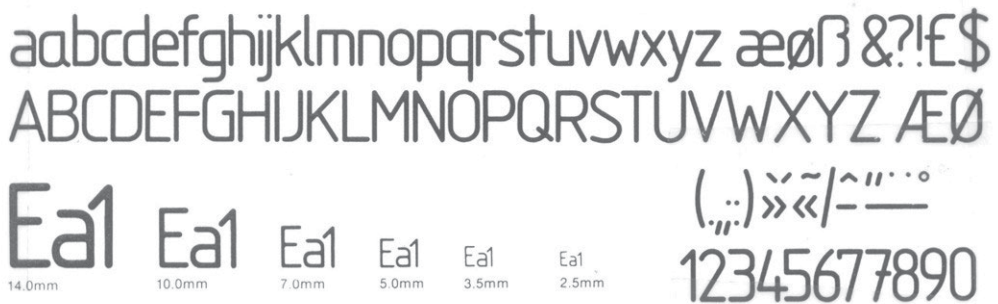 aɑbcdefghijklmnopqrstuvwxyz æøß &?!£$
ABCDEFGHIJKLMNOPQRSTUVWXYZ ÆØ
Ea1 Ea1 Ea1 Ea1 Ea1 Ea1
14.0mm 10.0mm 7.0mm 5.0mm 3.5mm 2.5mm
(.,,;:) ˇ˜»«/^-"¨˙°—
12345677890